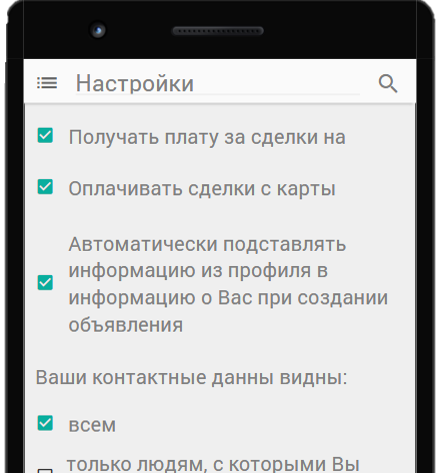 Настройки
Получать плату за сделки на
Оплачивать сделки с карты
Автоматически подставлять
информацию из профиля в
информацию о Вас при создании
объявления
Ваши контактные данны видны:
всем
только людям, с которыми Вы